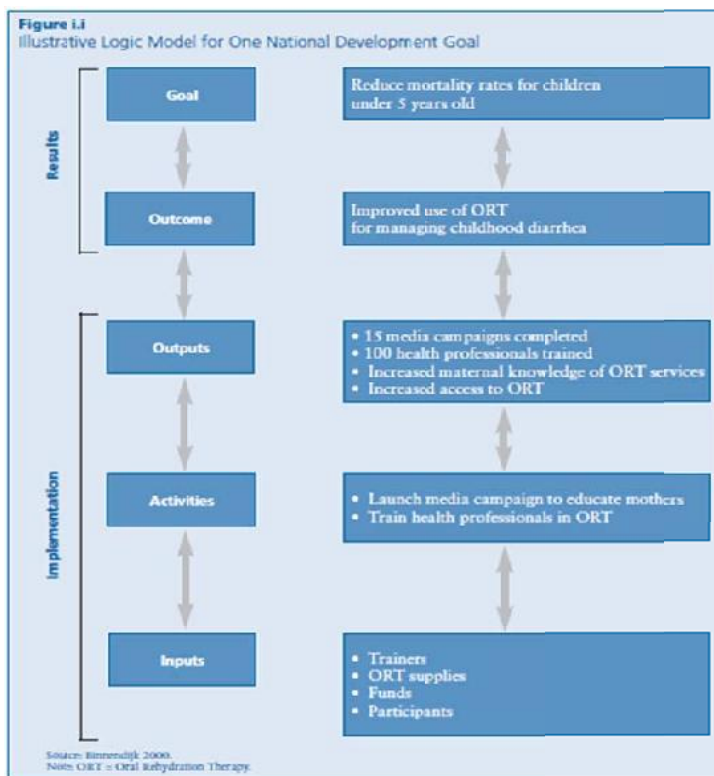 Figure i.i
Illustrative Logic Model for One National Development Goal
Results
Goal
Reduce mortality rates for children
under 5 years old
Outcome
Improved use of ORT
for managing childhood diarrhea
Implementation
Outputs
• 15 media campaigns completed
• 100 health professionals trained
• Increased maternal knowledge of ORT services
• Increased access to ORT
Activities
• Launch media campaign to educate mothers
• Train health professionals in ORT
Inputs
• Trainers
• ORT supplies
• Funds
• Participants
Source: Binnendijk 2000.
Note: ORT = Oral Rehydration Therapy.